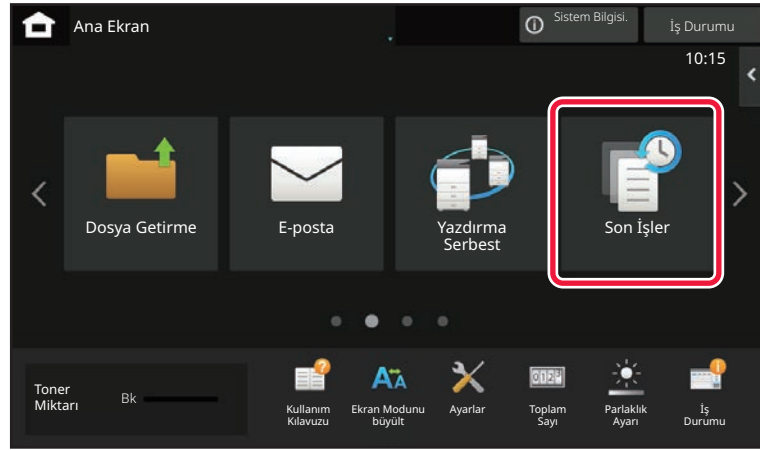 Ana Ekran
Sistem Bilgisi.
İş Durumu
10:15
Dosya Getirme
E-posta
Yazdırma
Serbest
Son İşler
Toner
Miktarı
Bk
Kullanım
Kılavuzu
Ekran Modunu
büyült
Ayarlar
Toplam
Sayı
Parlaklık
Ayarı
İş
Durumu